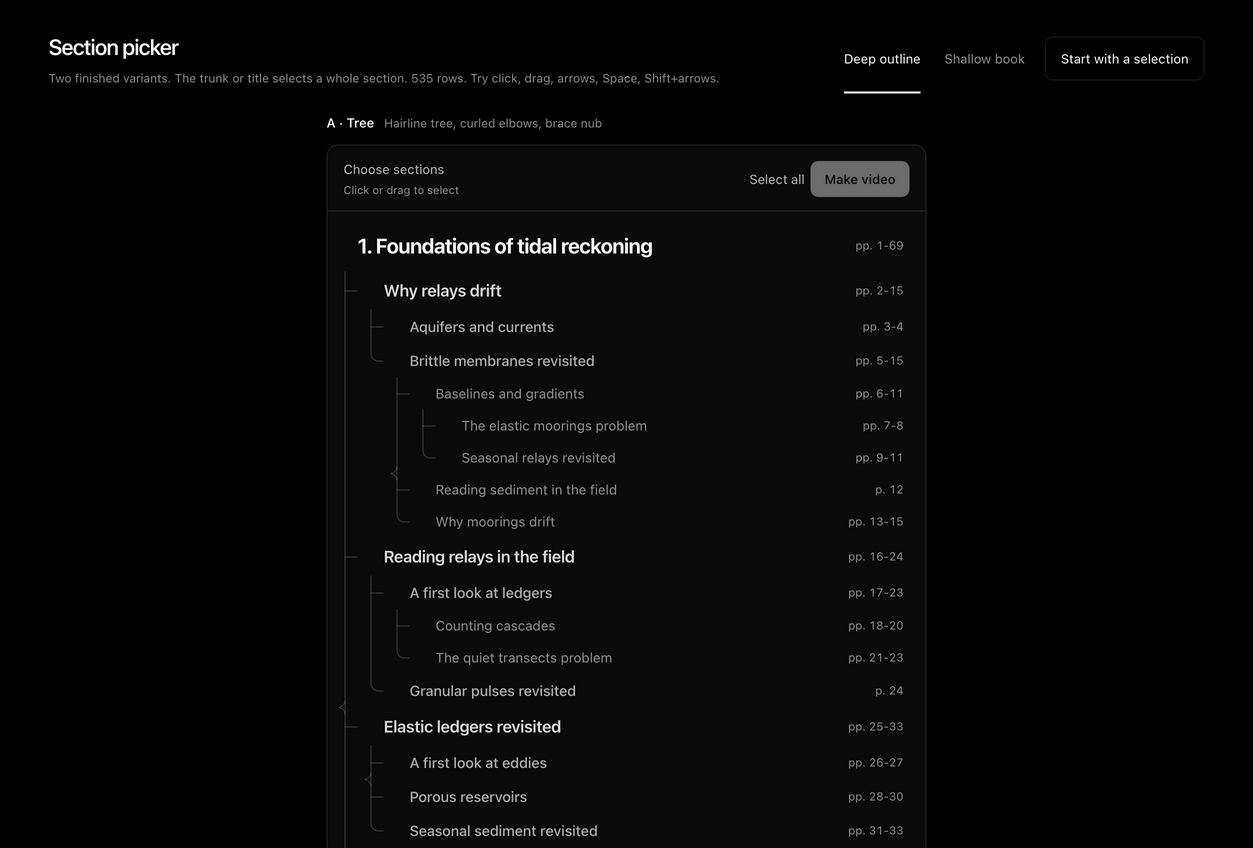 Section picker
Two finished variants. The trunk or title selects a whole section. 535 rows. Try click, drag, arrows, Space, Shift+arrows.
Deep outline
Shallow book
Start with a selection
A · Tree Hairline tree, curled elbows, brace nub
Choose sections
Click or drag to select
Select all
Make video
1. Foundations of tidal reckoning pp. 1-69
Why relays drift pp. 2-15
Aquifers and currents pp. 3-4
Brittle membranes revisited pp. 5-15
Baselines and gradients pp. 6-11
The elastic moorings problem pp. 7-8
Seasonal relays revisited pp. 9-11
Reading sediment in the field p. 12
Why moorings drift pp. 13-15
Reading relays in the field pp. 16-24
A first look at ledgers pp. 17-23
Counting cascades pp. 18-20
The quiet transects problem pp. 21-23
Granular pulses revisited p. 24
Elastic ledgers revisited pp. 25-33
A first look at eddies pp. 26-27
Porous reservoirs pp. 28-30
Seasonal sediment revisited pp. 31-33